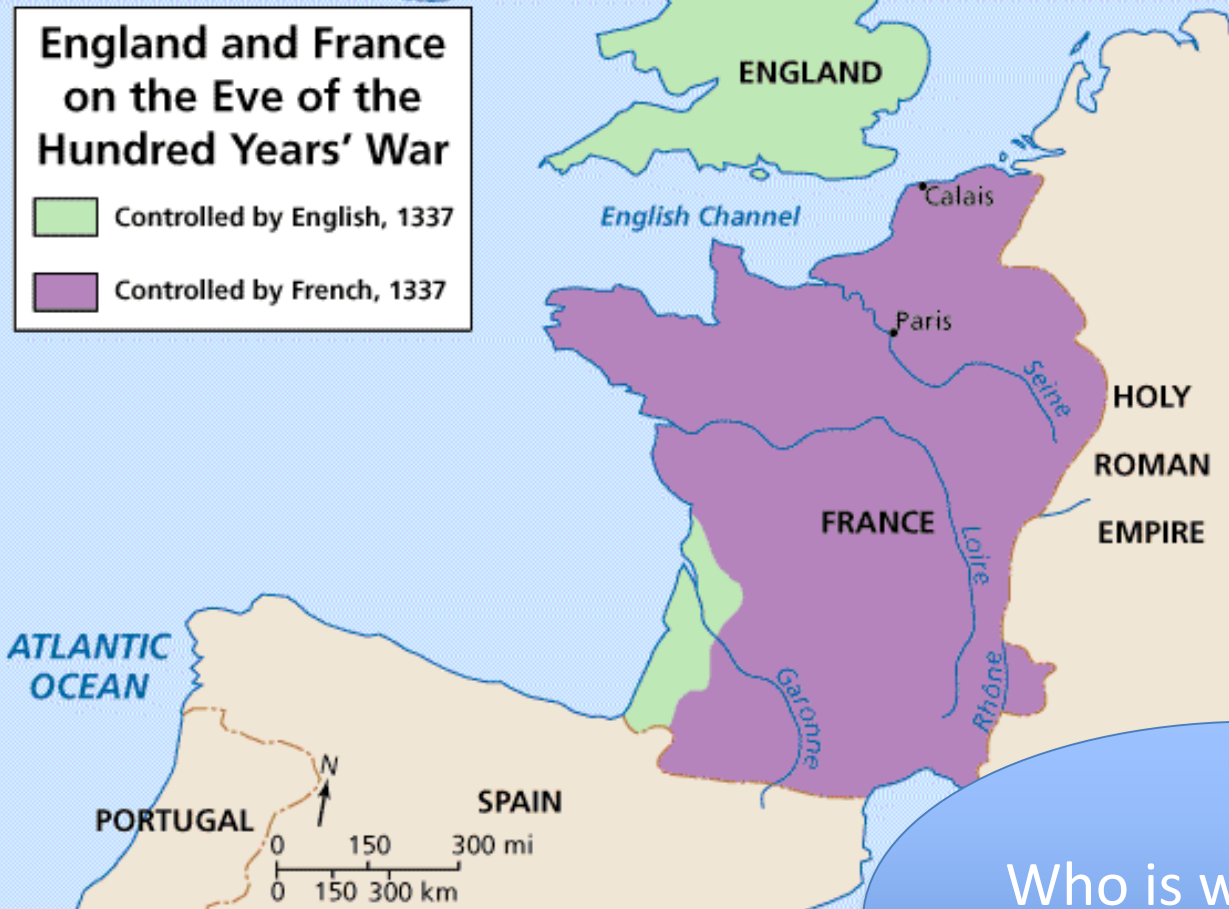 England and France
on the Eve of the
Hundred Years’ War
Controlled by English, 1337
Controlled by French, 1337
ENGLAND
English Channel
Calais
Paris
Seine
HOLY
ROMAN
EMPIRE
FRANCE
Loire
ATLANTIC
OCEAN
Garonne
Rhône
N
PORTUGAL
SPAIN
0 150 300 mi
0 150 300 km
Who is w